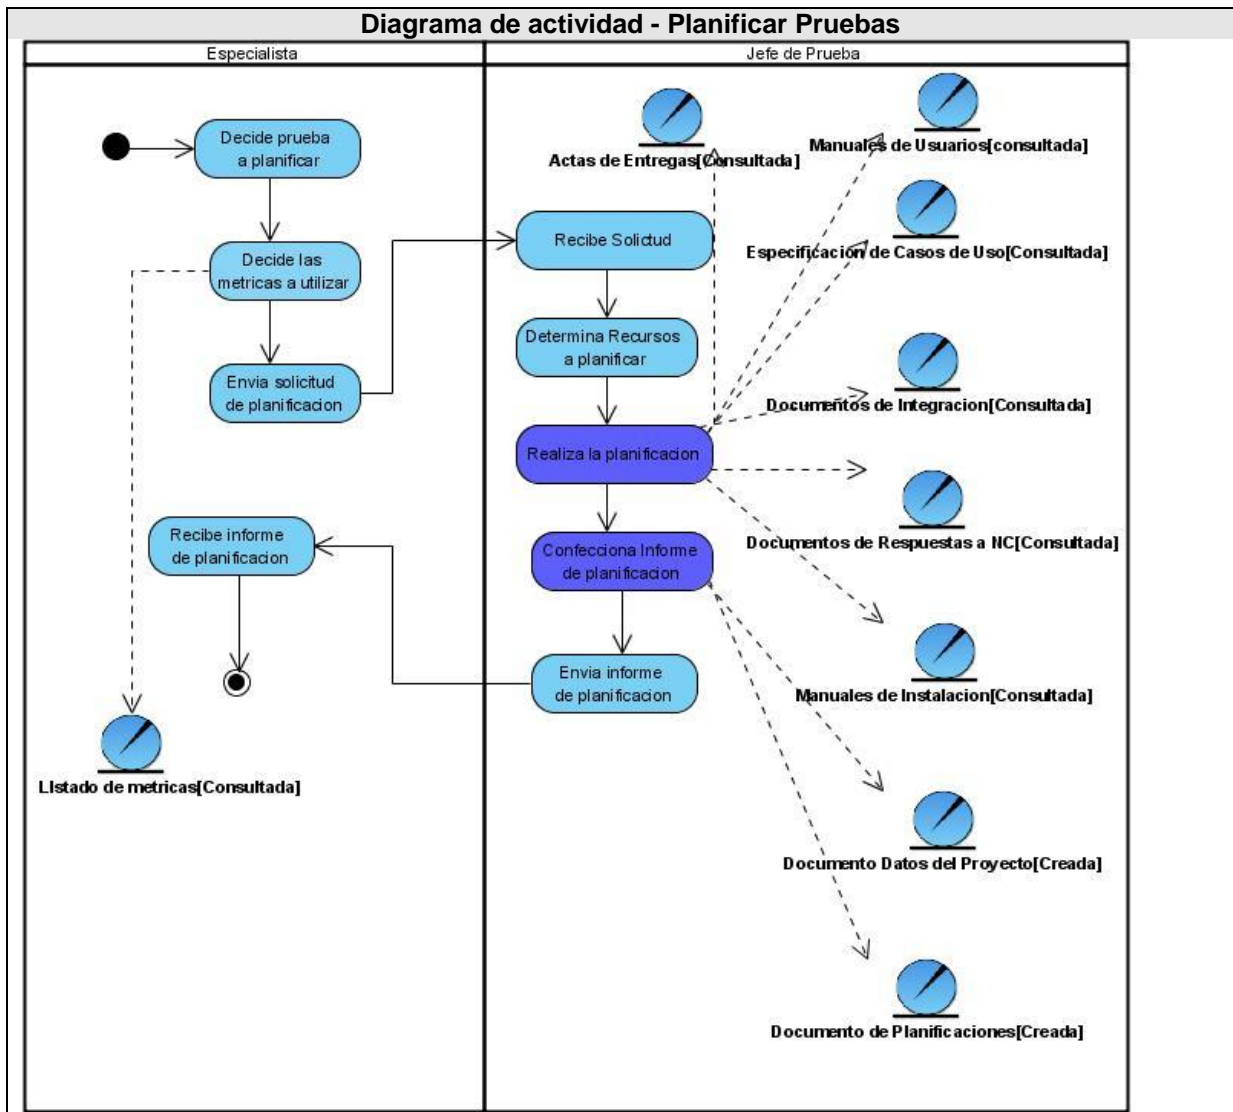 Diagrama de actividad - Planificar Pruebas
Especialista
Jefe de Prueba
Decide prueba
a planificar
Decide las
metricas a utilizar
Envia solicitud
de planificacion
Recibe informe
de planificacion
LIstado de metricas[Consultada]
Actas de Entregas[Consultada]
Manuales de Usuarios[consultada]
Recibe Solictud
Especificación de Casos de Uso[Consultada]
Determina Recursos
a planificar
Documentos de Integracion[Consultada]
Realiza la planificacion
Documentos de Respuestas a NC[Consultada]
Confecciona Informe
de planificacion
Envia informe
de planificacion
Manuales de Instalacion[Consultada]
Documento Datos del Proyecto[Creada]
Documento de Planificaciones[Creada]